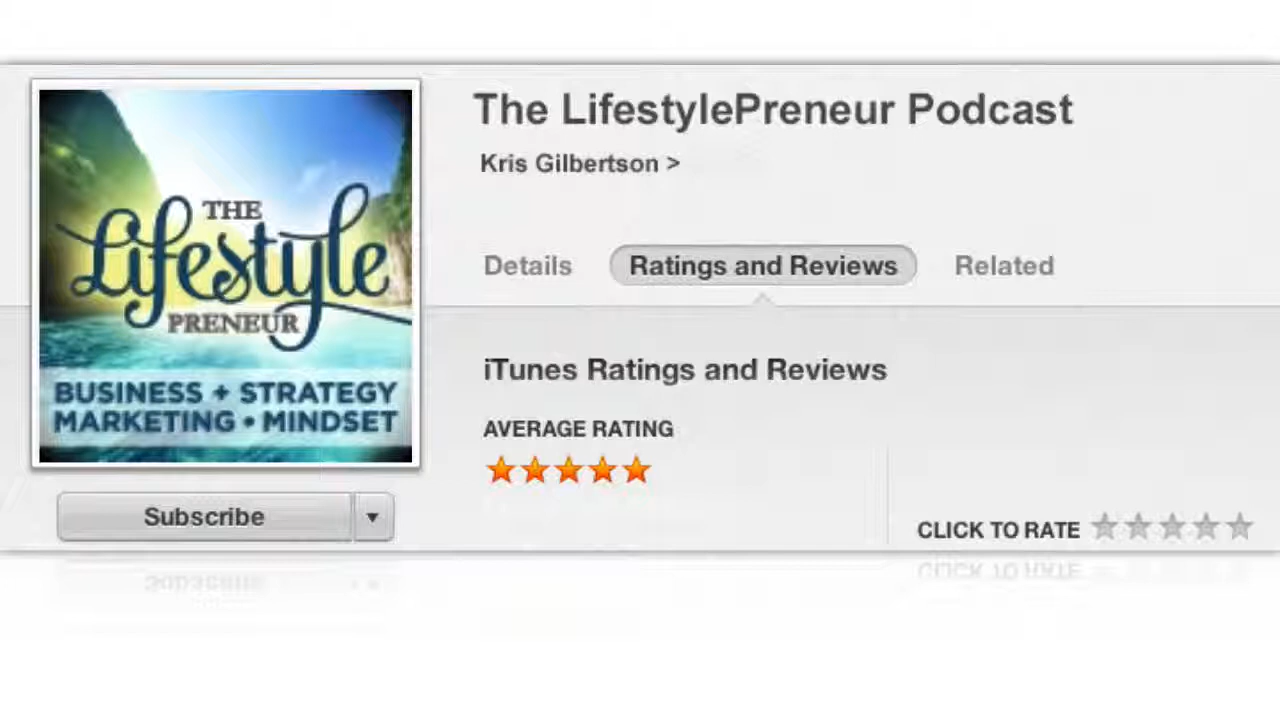 THE
Lifestyle
PRENEUR
BUSINESS + STRATEGY
MARKETING • MINDSET
Subscribe
The LifestylePreneur Podcast
Kris Gilbertson >
Details Ratings and Reviews Related
iTunes Ratings and Reviews
AVERAGE RATING
CLICK TO RATE